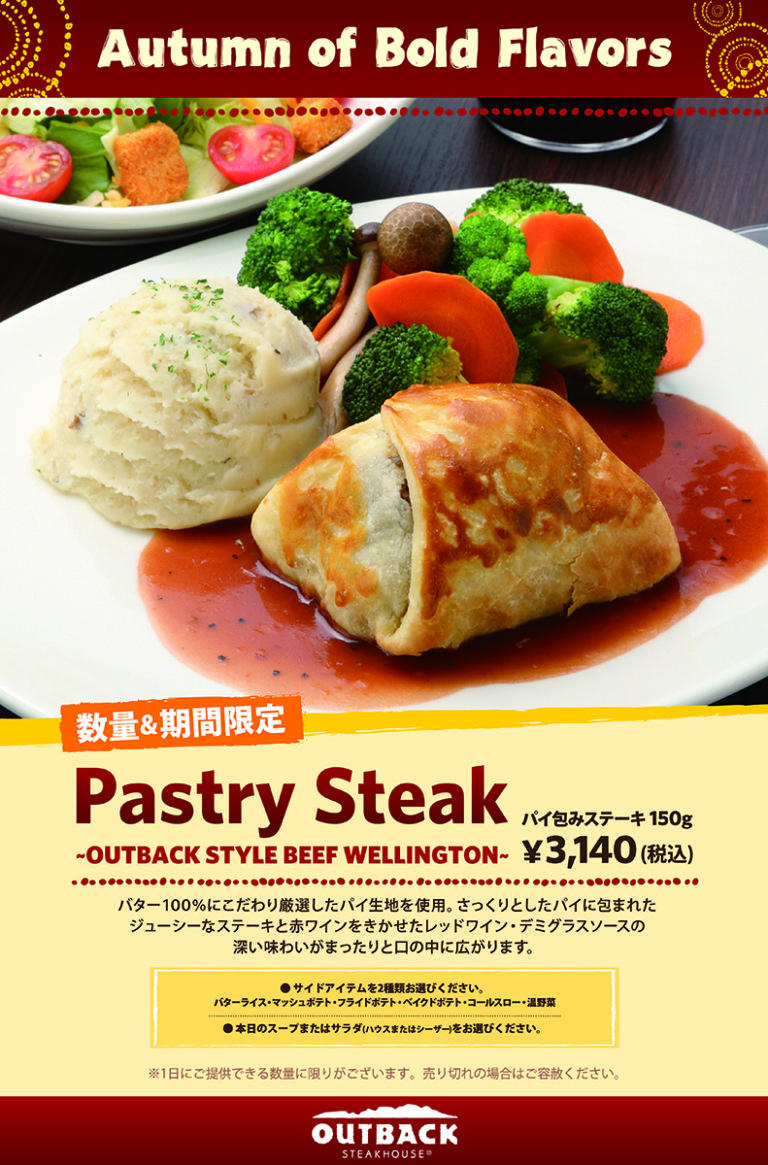 Autumn of Bold Flavors
数量&期間限定
Pastry Steak
パイ包みステーキ 150g
~OUTBACK STYLE BEEF WELLINGTON~
¥3,140(税込)
バター100%にこだわり厳選したパイ生地を使用。さっくりとしたパイに包まれた
ジューシーなステーキと赤ワインをきかせたレッドワイン・デミグラスソースの
深い味わいがまったりと口の中に広がります。
●サイドアイテムを2種類お選びください。
バターライス・マッシュポテト・フライドポテト・ベイクドポテト・コールスロー・温野菜
●本日のスープまたはサラダ(ハウスまたはシーザー)をお選びください。
※1日にご提供できる数量に限りがございます。売り切れの場合はご容赦ください。
OUTBACK
STEAKHOUSE®